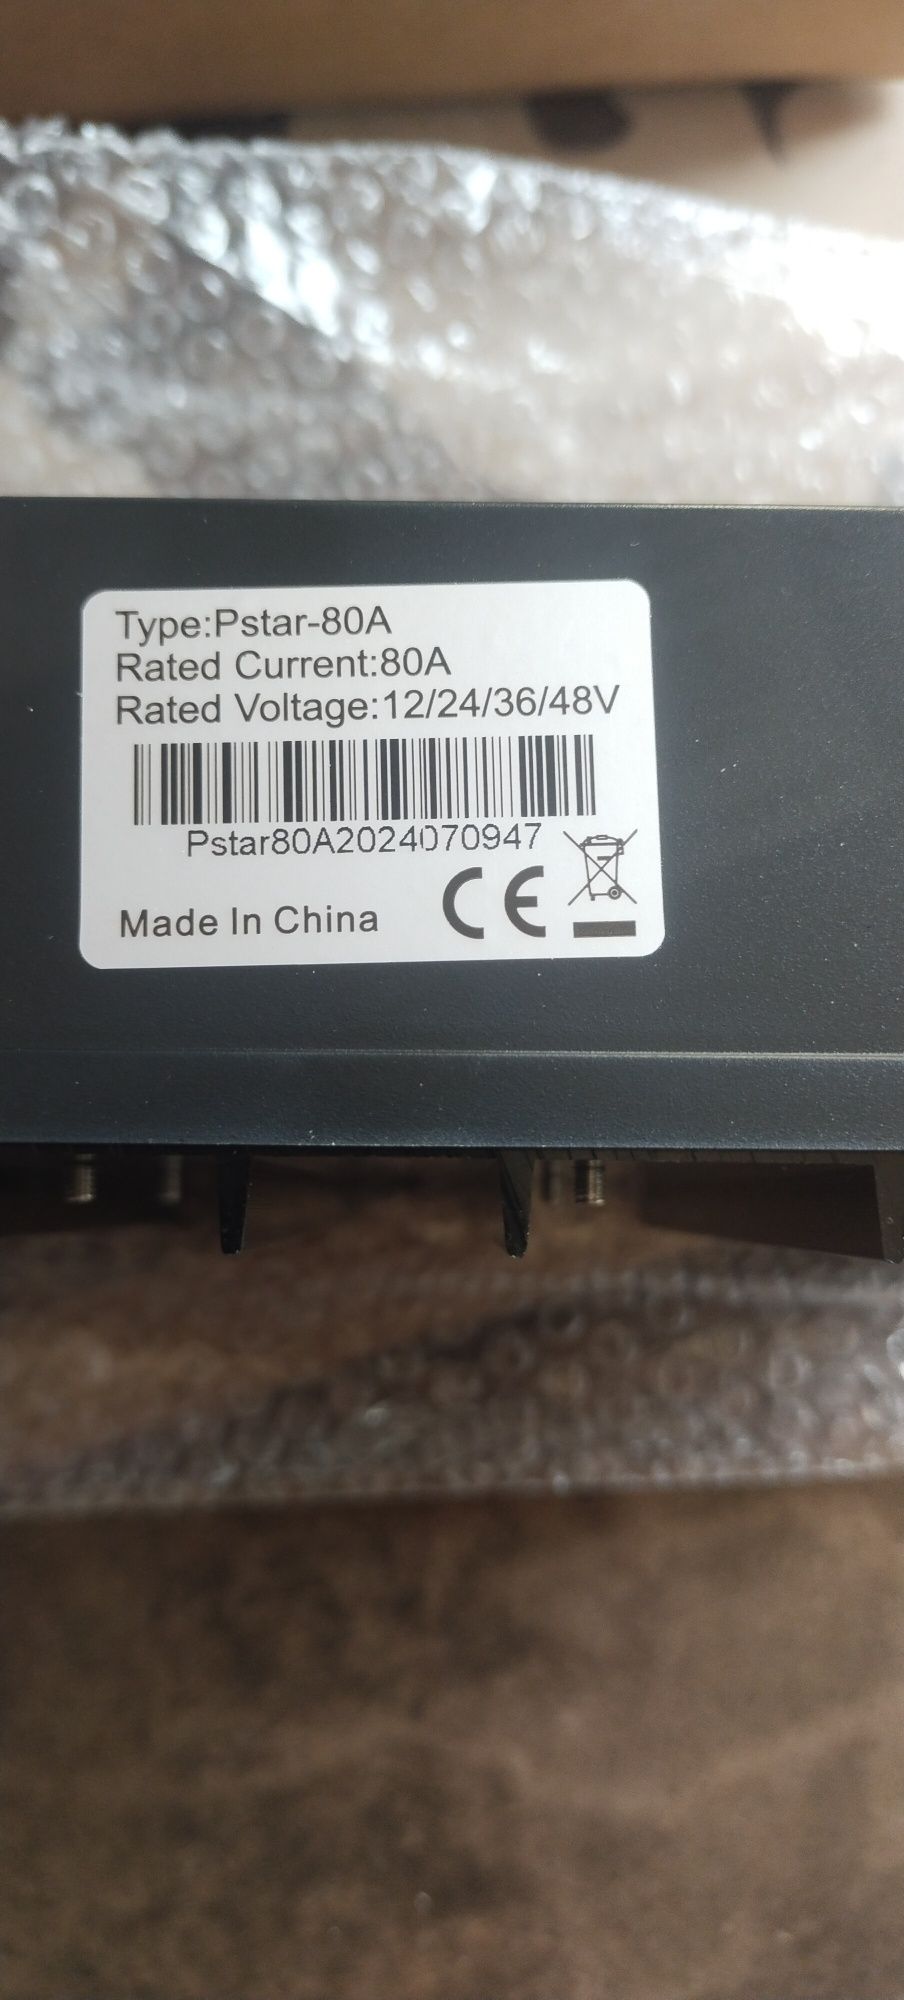 Type:Pstar-80A
Rated Current:80A
Rated Voltage:12/24/36/48V
Pstar80A2024070947
Made In China CE